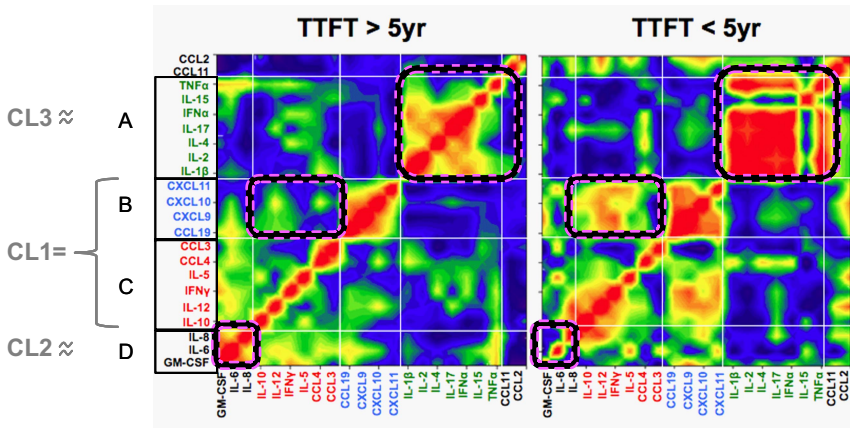 TTFT > 5yr
TTFT < 5yr
CCL2
CCL11
CL3 ≈
A
TNFα
IL-15
IFNα
IL-17
IL-4
IL-2
IL-1β
CL1=
B
CXCL11
CXCL10
CXCL9
CCL19
C
CCL3
CCL4
IL-5
IFNγ
IL-12
IL-10
CL2 ≈
D
IL-8
IL-6
GM-CSF
GM-CSF IL-6 IL-8 IL-10 IL-12 IFNγ IL-5 CCL4 CCL3 CCL19 CXCL9 CXCL10 CXCL11 IL-1β IL-2 IL-4 IL-17 IFNα IL-15 TNFα CCL11 CCL2
GM-CSF IL-6 IL-8 IL-10 IL-12 IFNγ IL-5 CCL4 CCL3 CCL19 CXCL9 CXCL10 CXCL11 IL-1β IL-2 IL-4 IL-17 IFNα IL-15 TNFα CCL11 CCL2